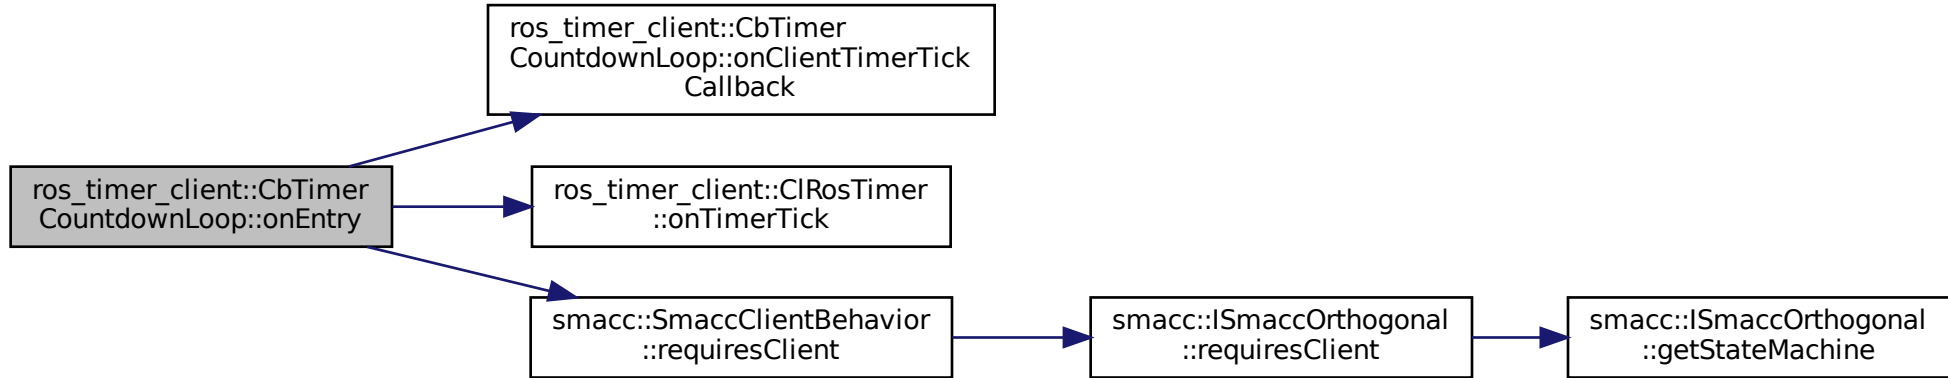 ros_timer_client::CbTimer
CountdownLoop::onClientTimerTick
Callback
ros_timer_client::CbTimer
CountdownLoop::onEntry
ros_timer_client::ClRosTimer
::onTimerTick
smacc::SmaccClientBehavior
::requiresClient
smacc::ISmaccOrthogonal
::requiresClient
smacc::ISmaccOrthogonal
::getStateMachine